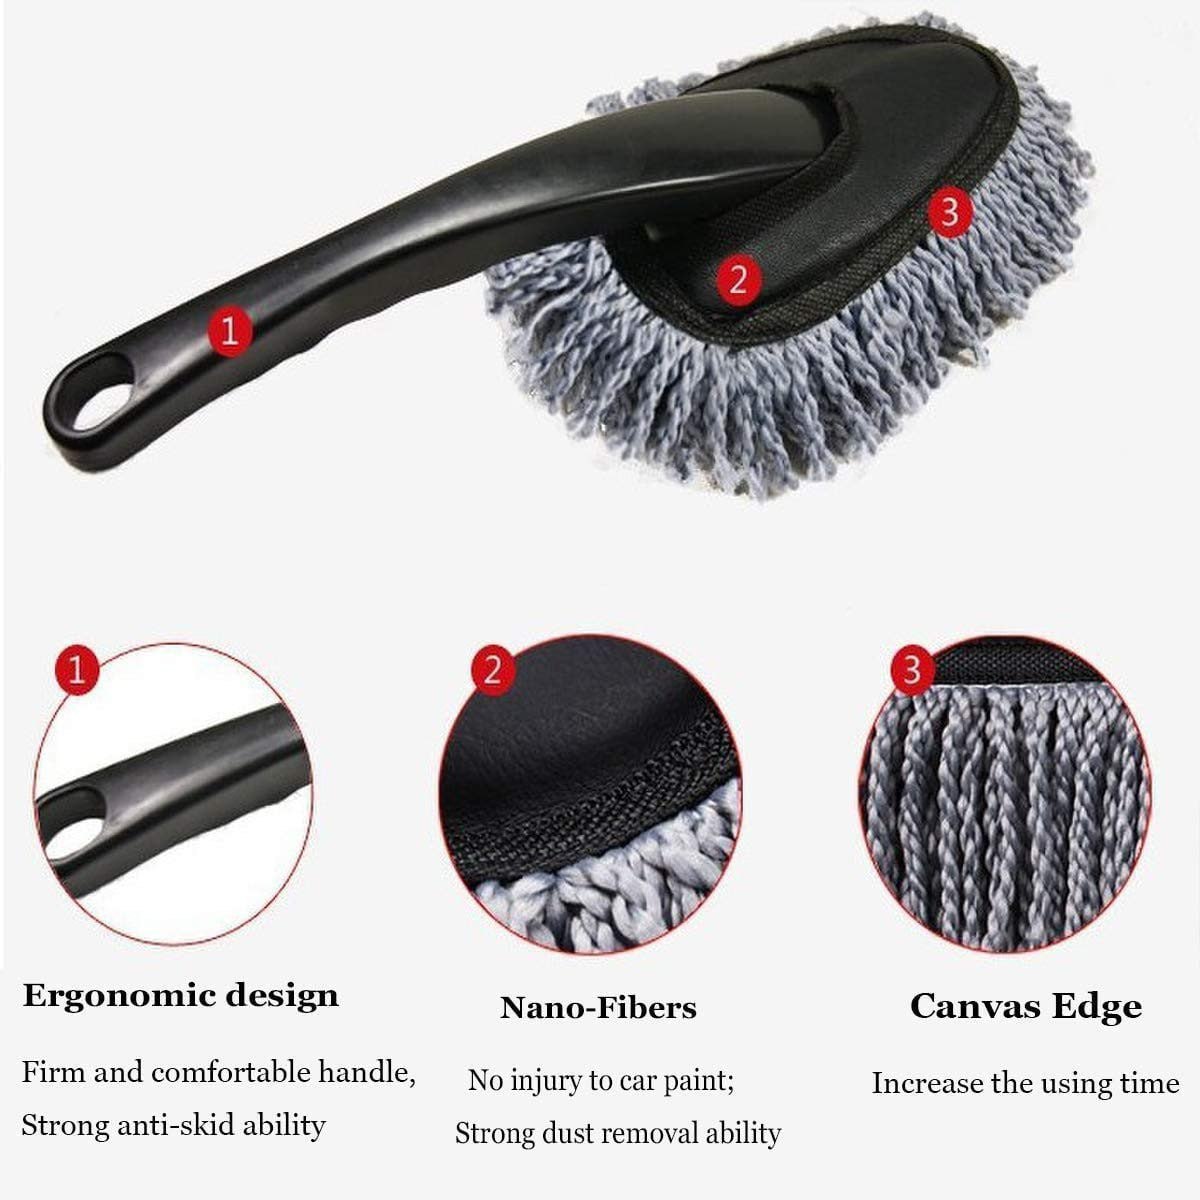 1
2
3
1
2
3
Ergonomic design
Firm and comfortable handle,
Strong anti-skid ability
Nano-Fibers
No injury to car paint;
Strong dust removal ability
Canvas Edge
Increase the using time